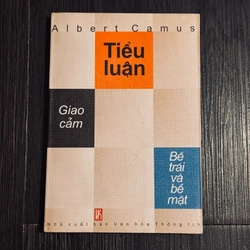 Albert Camus
Tiểu
luận
Giao
cảm
Bề
trái
và
bề
mặt
Nhà xuất bản Văn hóa Thông tin